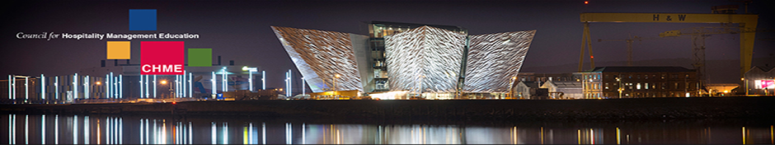 Council for Hospitality Management Education
CHME
H & W